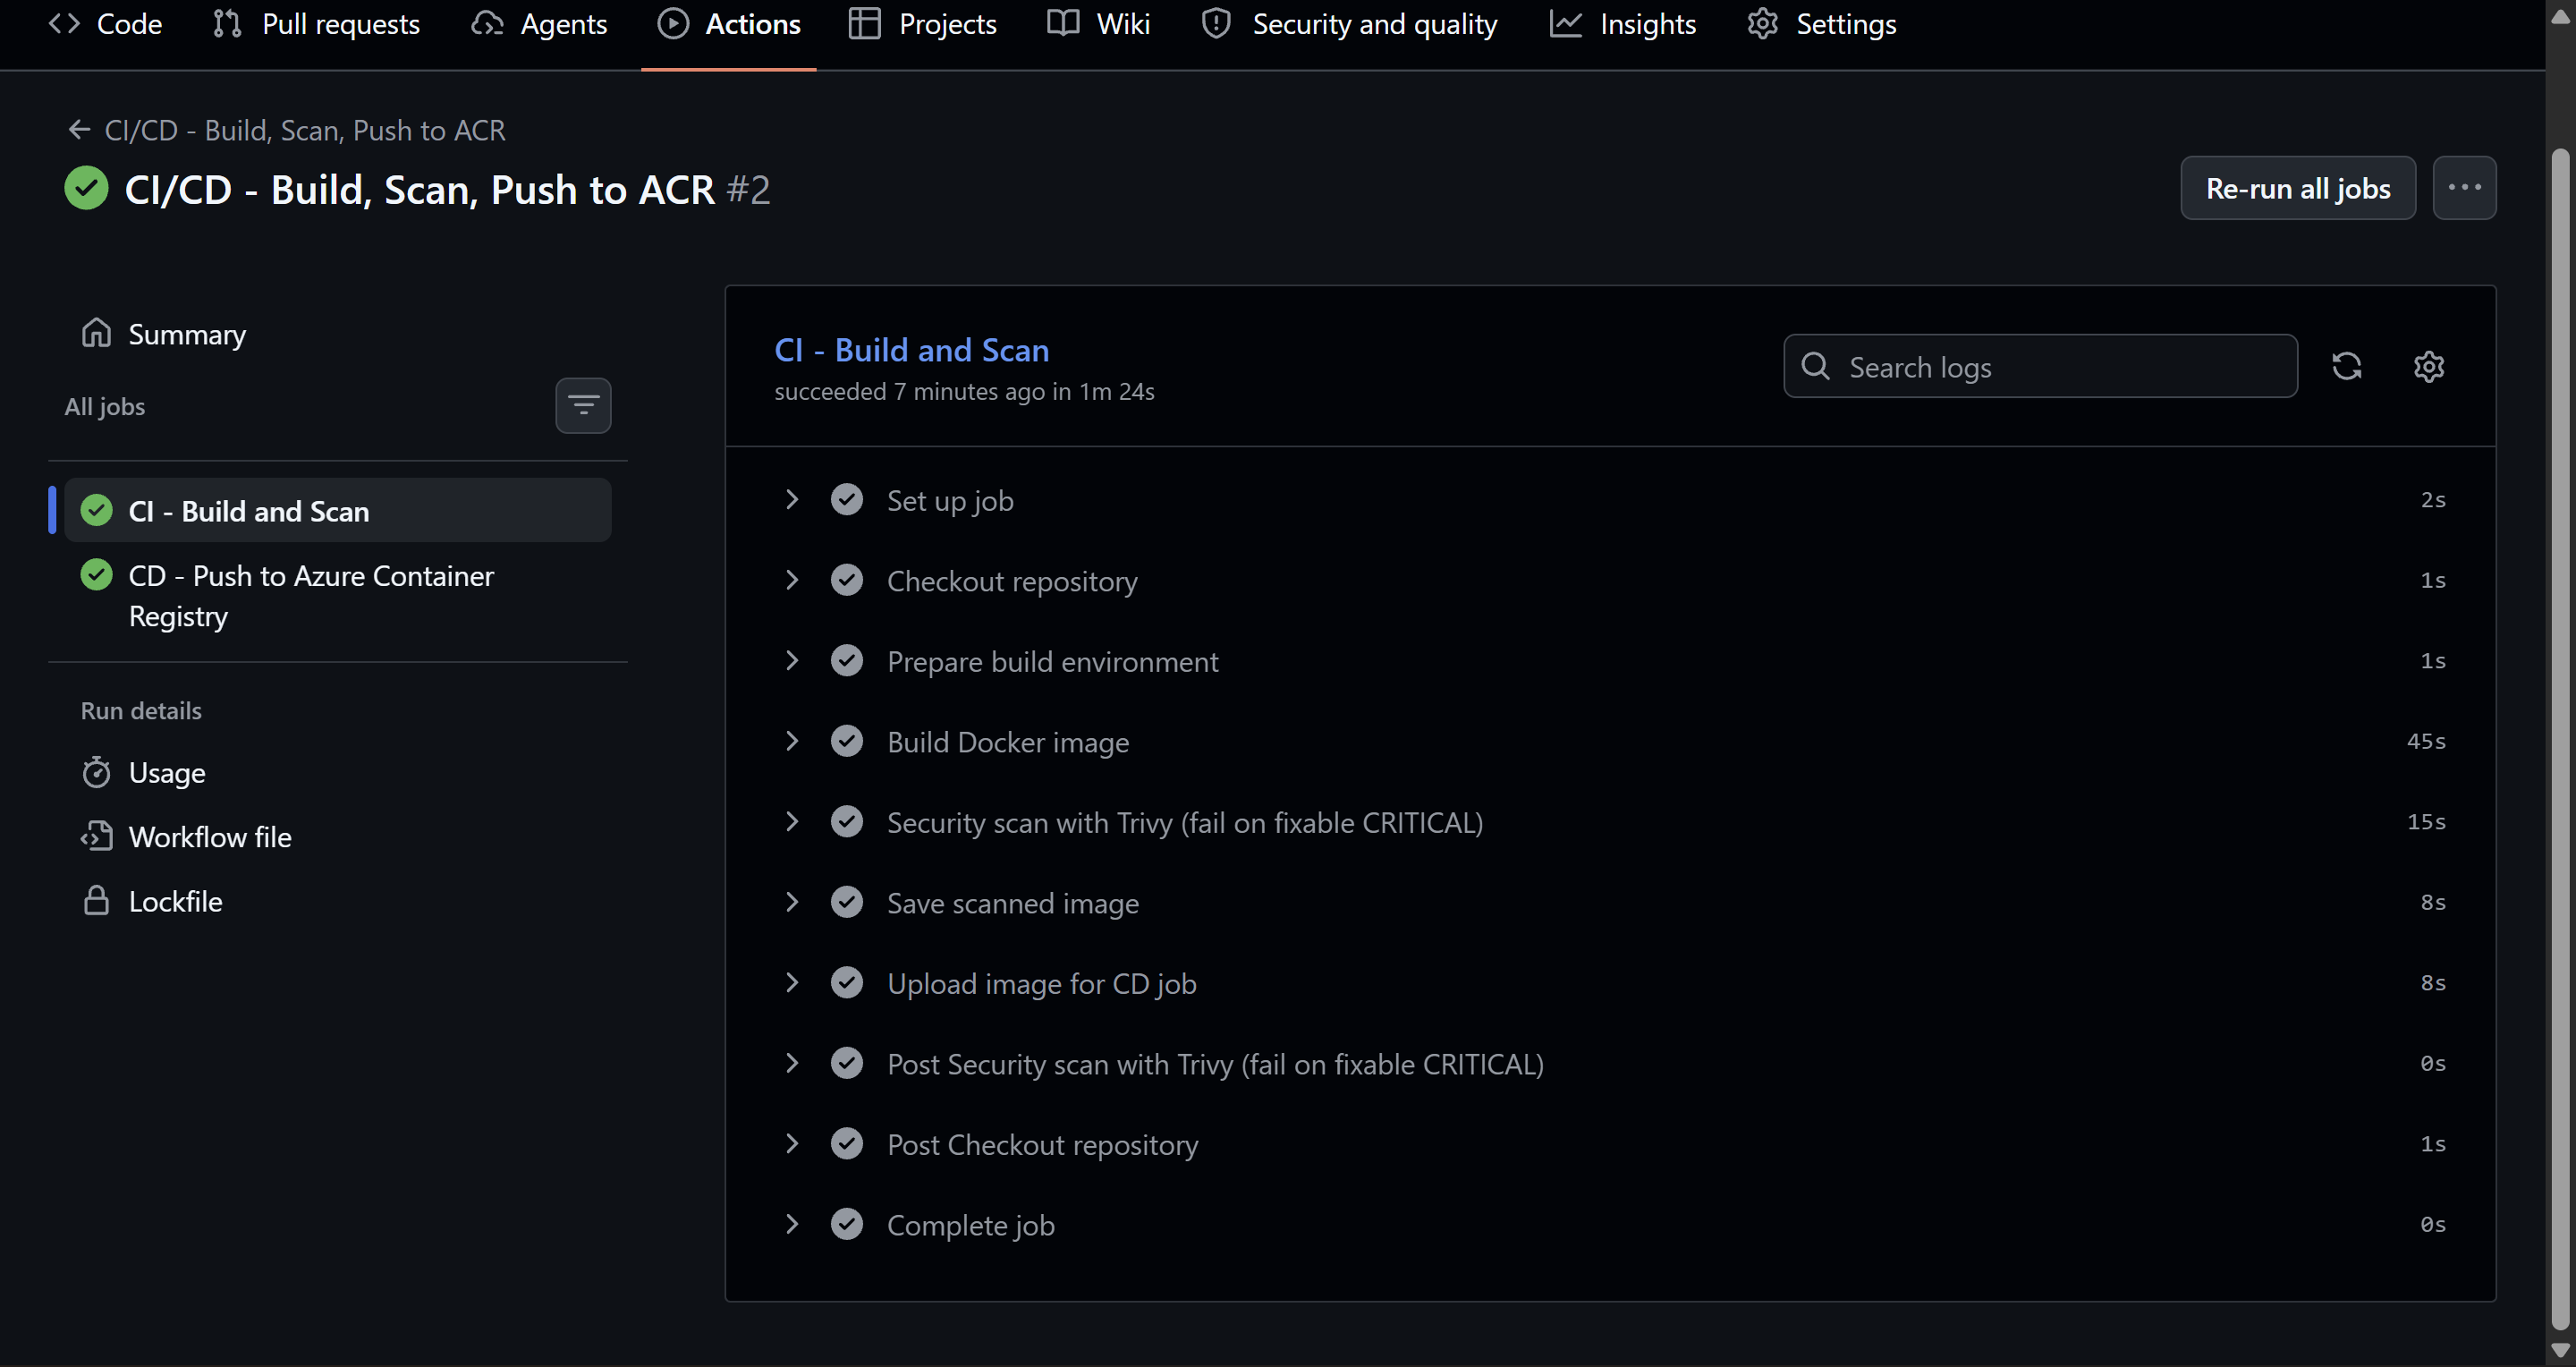 Code Pull requests Agents Actions Projects Wiki Security and quality Insights Settings
CI/CD - Build, Scan, Push to ACR
CI/CD - Build, Scan, Push to ACR #2
Re-run all jobs
Summary
All jobs
CI - Build and Scan
CD - Push to Azure Container
Registry
Run details
Usage
Workflow file
Lockfile
CI - Build and Scan
succeeded 7 minutes ago in 1m 24s
Search logs
Set up job 2s
Checkout repository 1s
Prepare build environment 1s
Build Docker image 45s
Security scan with Trivy (fail on fixable CRITICAL) 15s
Save scanned image 8s
Upload image for CD job 8s
Post Security scan with Trivy (fail on fixable CRITICAL) 0s
Post Checkout repository 1s
Complete job 0s